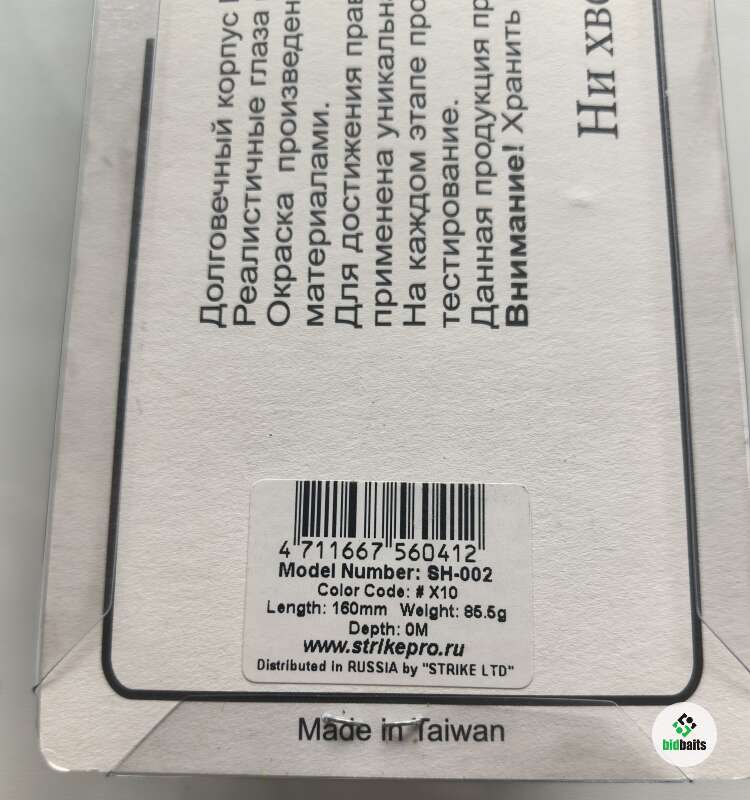 Долговечный корпус
Реалистичные глаза
Окраска произведен
материалами.
Для достижения прав
применена уникальна
На каждом этапе про
тестирование.
Данная продукция пр
Внимание! Хранить
Ни хво
4 711667 560412
Model Number: SH-002
Color Code: # X10
Length: 160mm Weight: 85.5g
Depth: 0M
www.strikepro.ru
Distributed in RUSSIA by "STRIKE LTD"
Made in Taiwan
bidbaits